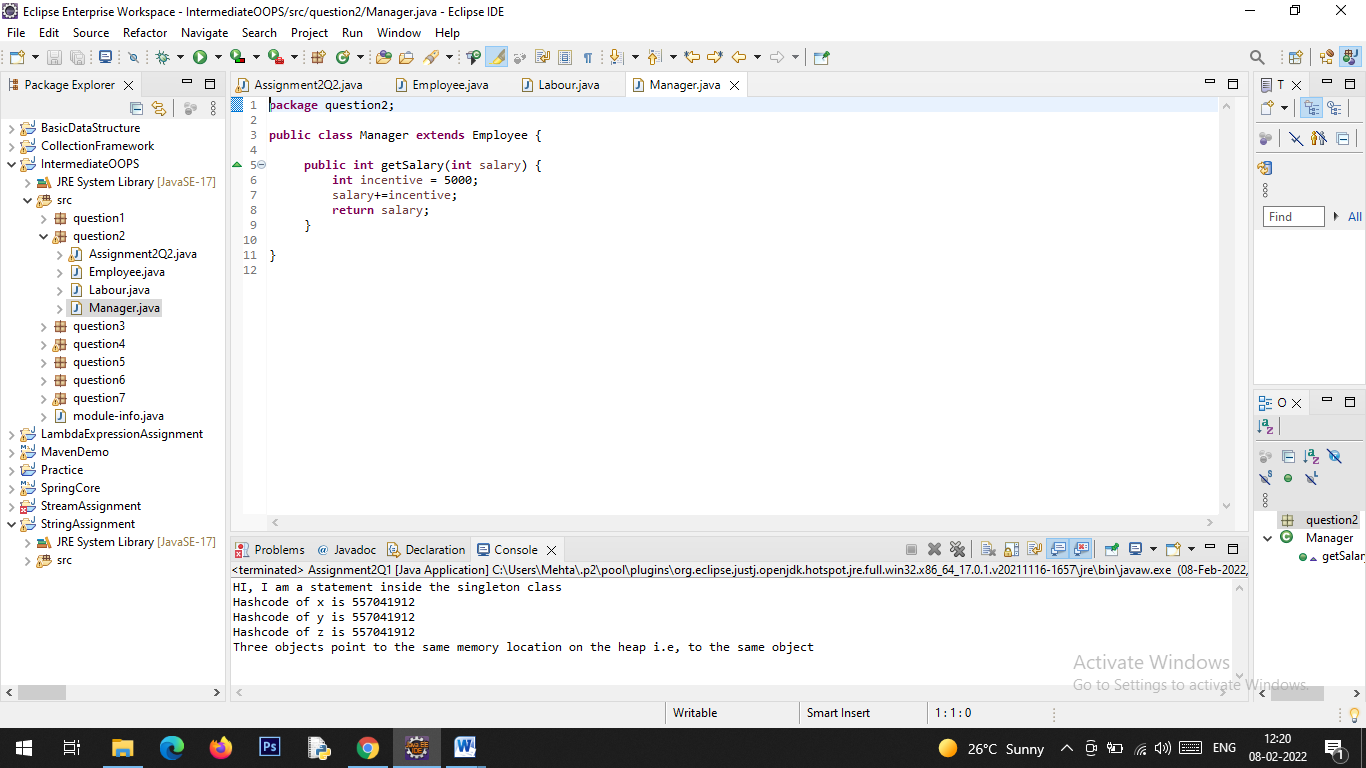 Eclipse Enterprise Workspace - IntermediateOOPS/src/question2/Manager.java - Eclipse IDE
File Edit Source Refactor Navigate Search Project Run Window Help
Package Explorer
BasicDataStructure
CollectionFramework
IntermediateOOPS
JRE System Library [JavaSE-17]
src
question1
question2
Assignment2Q2.java
Employee.java
Labour.java
Manager.java
question3
question4
question5
question6
question7
module-info.java
LambdaExpressionAssignment
MavenDemo
Practice
SpringCore
StreamAssignment
StringAssignment
JRE System Library [JavaSE-17]
src
Assignment2Q2.java Employee.java Labour.java Manager.java
1 package question2;
2
3 public class Manager extends Employee {
4
5 public int getSalary(int salary) {
6 int incentive = 5000;
7 salary+=incentive;
8 return salary;
9 }
10
11 }
12
Problems @ Javadoc Declaration Console
<terminated> Assignment2Q1 [Java Application] C:\Users\Mehta\.p2\pool\plugins\org.eclipse.justj.openjdk.hotspot.jre.full.win32.x86_64_17.0.1.v20211116-1657\jre\bin\javaw.exe (08-Feb-2022,
HI, I am a statement inside the singleton class
Hashcode of x is 557041912
Hashcode of y is 557041912
Hashcode of z is 557041912
Three objects point to the same memory location on the heap i.e, to the same object
T
Find All
O
question2
Manager
getSalar
Activate Windows
Go to Settings to activate Windows.
Writable Smart Insert 1 : 1 : 0
Ps
JAVA EE
IDE
W
26°C Sunny ENG 12:20
08-02-2022
1